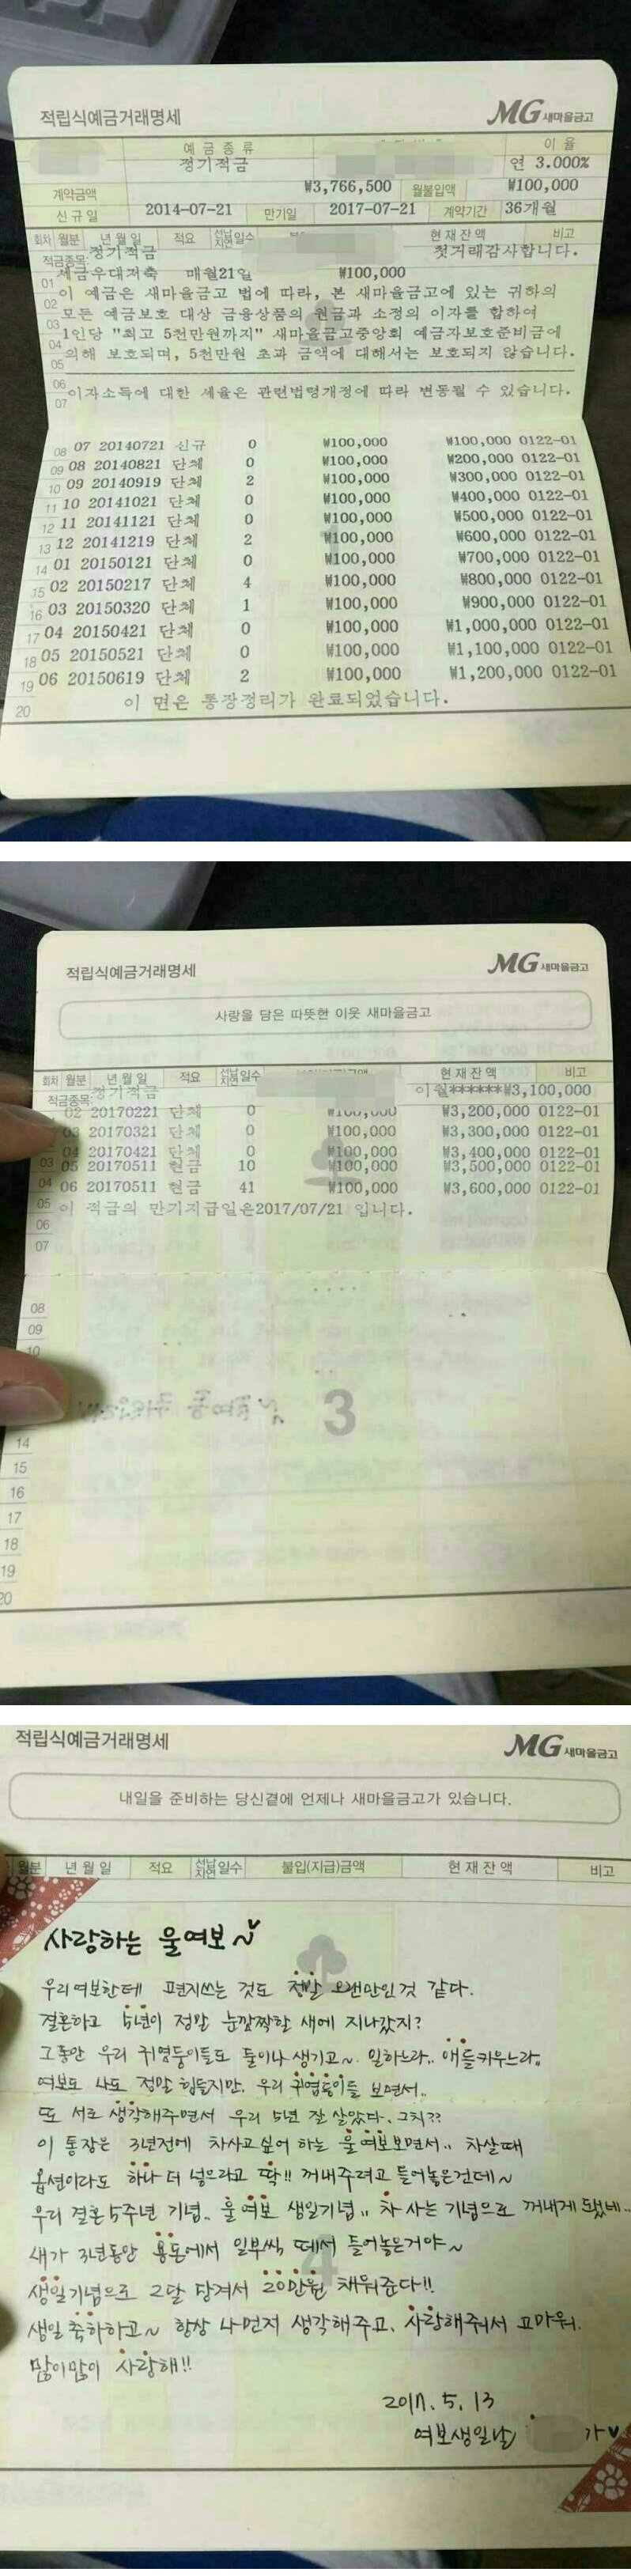 적립식예금거래명세
MG 새마을금고
예 금 종 류 이 율
정기적금 연 3.000%
계약금액 ₩3,766,500 월불입액 ₩100,000
신 규 일 2014-07-21 만기일 2017-07-21 계약기간 36개월
회차 월분 년 월 일 적요 선납 지연 일수 현 재 잔 액 비고
적금종목: 정기적금 첫거래감사합니다.
01 세금우대저축 매월21일 ₩100,000
이 예금은 새마을금고 법에 따라, 본 새마을금고에 있는 귀하의
02 모든 예금보호 대상 금융상품의 원금과 소정의 이자를 합하여
03 1인당 "최고 5천만원까지" 새마을금고중앙회 예금자보호준비금에
04 의해 보호되며, 5천만원 초과 금액에 대해서는 보호되지 않습니다.
05
06 이자소득에 대한 세율은 관련법령개정에 따라 변동될 수 있습니다.
07
08 07 20140721 신규 0 ₩100,000 ₩100,000 0122-01
09 08 20140821 단체 0 ₩100,000 ₩200,000 0122-01
10 09 20140919 단체 2 ₩100,000 ₩300,000 0122-01
11 10 20141021 단체 0 ₩100,000 ₩400,000 0122-01
12 11 20141121 단체 0 ₩100,000 ₩500,000 0122-01
13 12 20141219 단체 2 ₩100,000 ₩600,000 0122-01
14 01 20150121 단체 0 ₩100,000 ₩700,000 0122-01
15 02 20150217 단체 4 ₩100,000 ₩800,000 0122-01
16 03 20150320 단체 1 ₩100,000 ₩900,000 0122-01
17 04 20150421 단체 0 ₩100,000 ₩1,000,000 0122-01
18 05 20150521 단체 0 ₩100,000 ₩1,100,000 0122-01
19 06 20150619 단체 2 ₩100,000 ₩1,200,000 0122-01
20 이 면은 통장정리가 완료되었습니다.
적립식예금거래명세
MG 새마을금고
사랑을 담은 따뜻한 이웃 새마을금고
회차 월분 년 월 일 적요 선납 지연 일수 현 재 잔 액 비고
적금종목: 정기적금 이월******₩3,100,000
02 20170221 단체 0 ₩100,000 ₩3,200,000 0122-01
03 20170321 단체 0 ₩100,000 ₩3,300,000 0122-01
04 20170421 단체 0 ₩100,000 ₩3,400,000 0122-01
03 05 20170511 현금 10 ₩100,000 ₩3,500,000 0122-01
04 06 20170511 현금 41 ₩100,000 ₩3,600,000 0122-01
05 이 적금의 만기지급일은2017/07/21 입니다.
06
07
08
09
10
3
14
15
16
17
18
19
20
적립식예금거래명세
MG 새마을금고
내일을 준비하는 당신곁에 언제나 새마을금고가 있습니다.
월분 년 월 일 적요 선납 지연 일수 불입(지급)금액 현 재 잔 액 비고
사랑하는 울여보~♥
우리여보한테 편지쓰는 것도 정말 오랜만인것 같다.
결혼하고 5년이 정말 눈깜짝할 새에 지나갔지?
그동안 우리 귀염둥이들도 둘이나 생기고~ 일하느라.. 애들키우느라..
여보도 나도 정말 힘들지만. 우리 귀염둥이들 보면서..
또 서로 생각해주면서 우리 5년 잘 살았다. 그치??
이 통장은 3년전에 차사고싶어 하는 울여보보면서.. 차살때
옵션이라도 하나 더 넣으라고 딱!! 꺼내주려고 들어놓은건데~
우리 결혼5주년 기념.. 울여보 생일기념.. 차 사는 기념으로 꺼내게 됐네..
새가 3년동안 용돈에서 일부씩 떼서 들어놓은거야~
생일기념으로 2달 당겨서 20만원 채워준다!!
생일 축하하고~ 항상 나먼저 생각해주고, 사랑해줘서 고마워.
많이많이 사랑해!!
2017. 5. 13
여보생일날 가♥
4